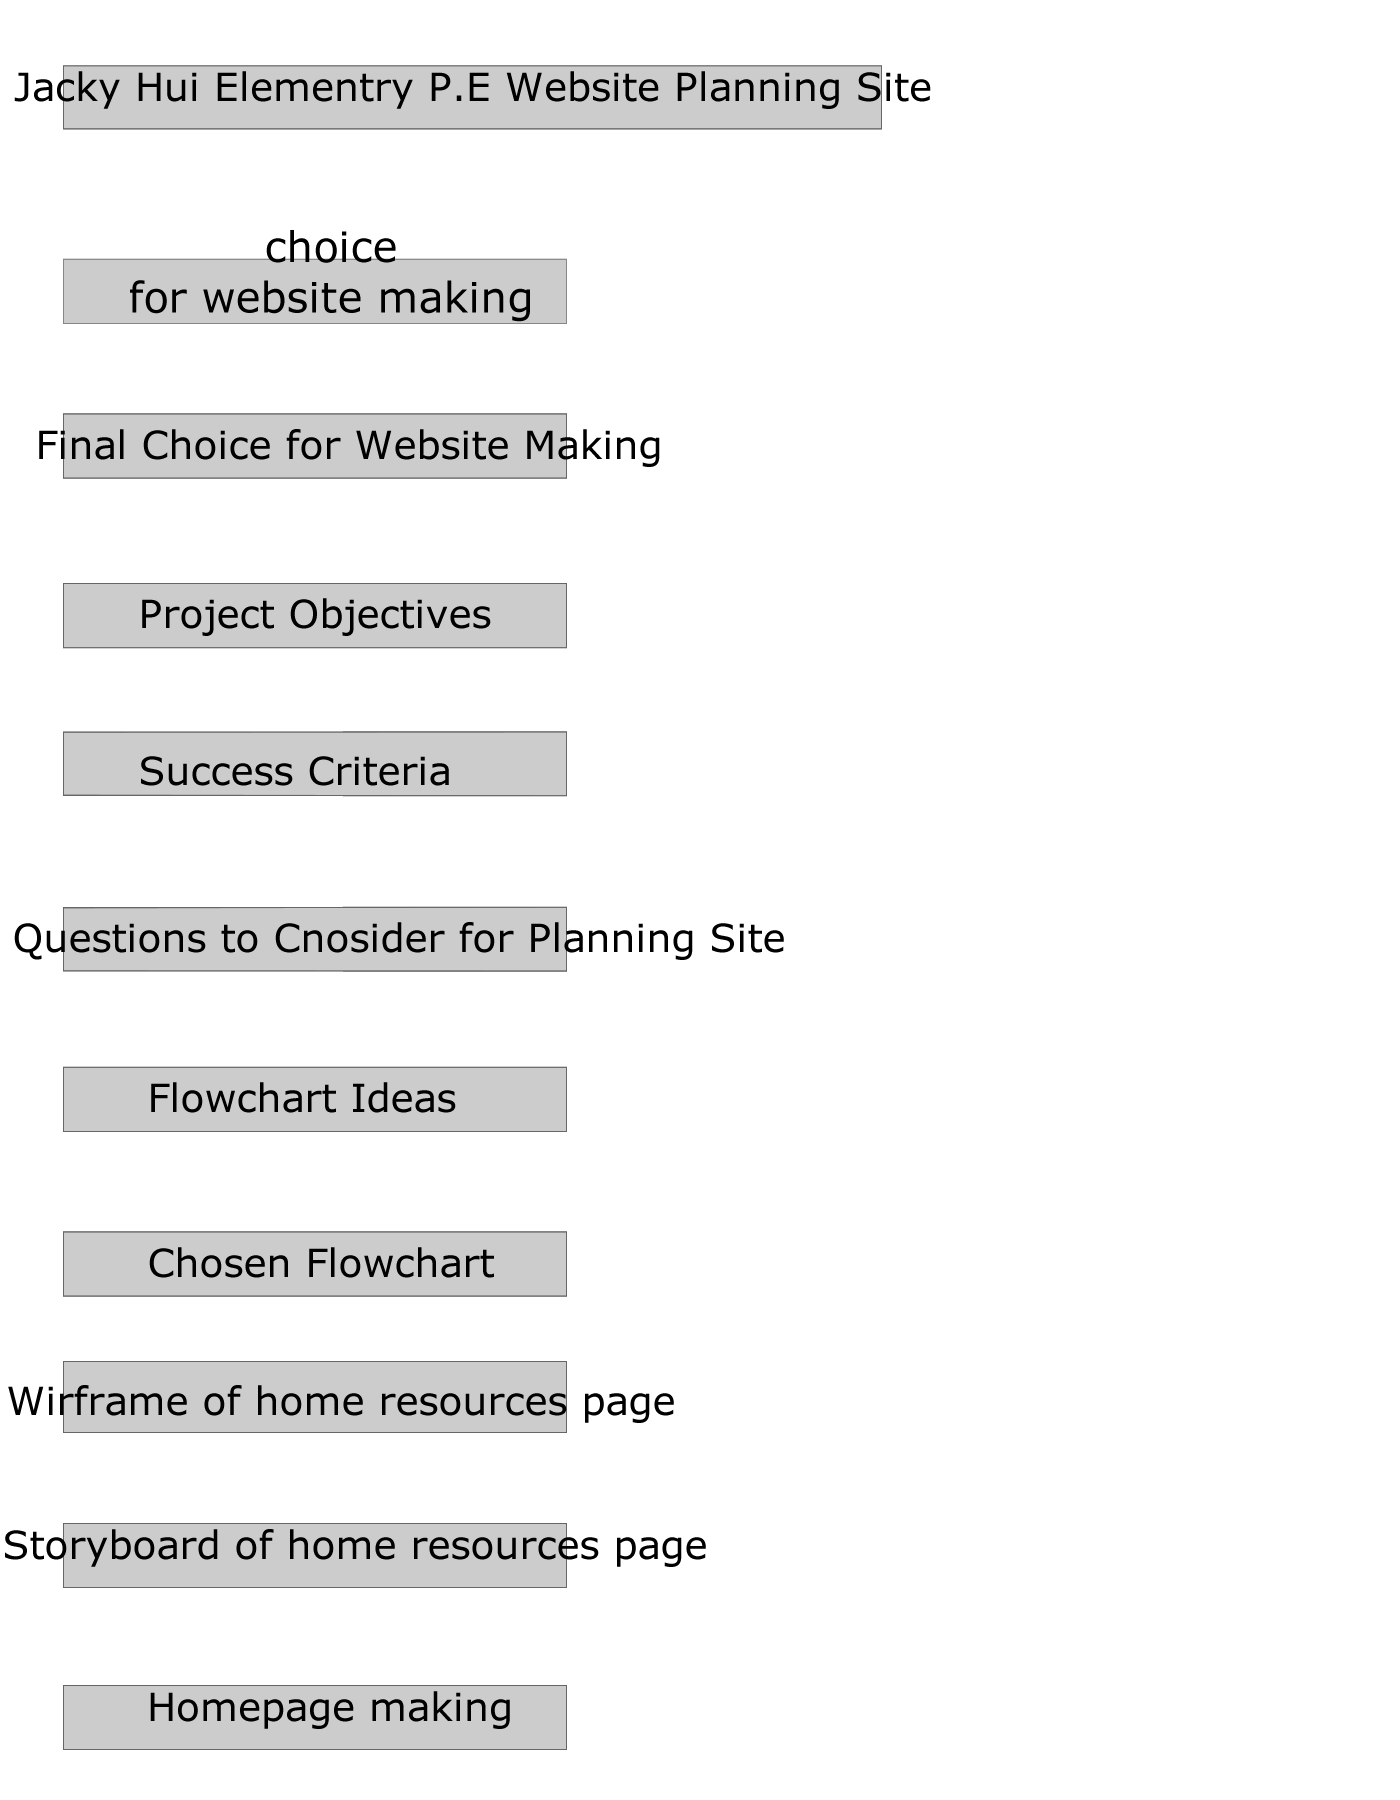 Jacky Hui Elementry P.E Website Planning Site
choice
for website making
Final Choice for Website Making
Project Objectives
Success Criteria
Questions to Cnosider for Planning Site
Flowchart Ideas
Chosen Flowchart
Wirframe of home resources page
Storyboard of home resources page
Homepage making